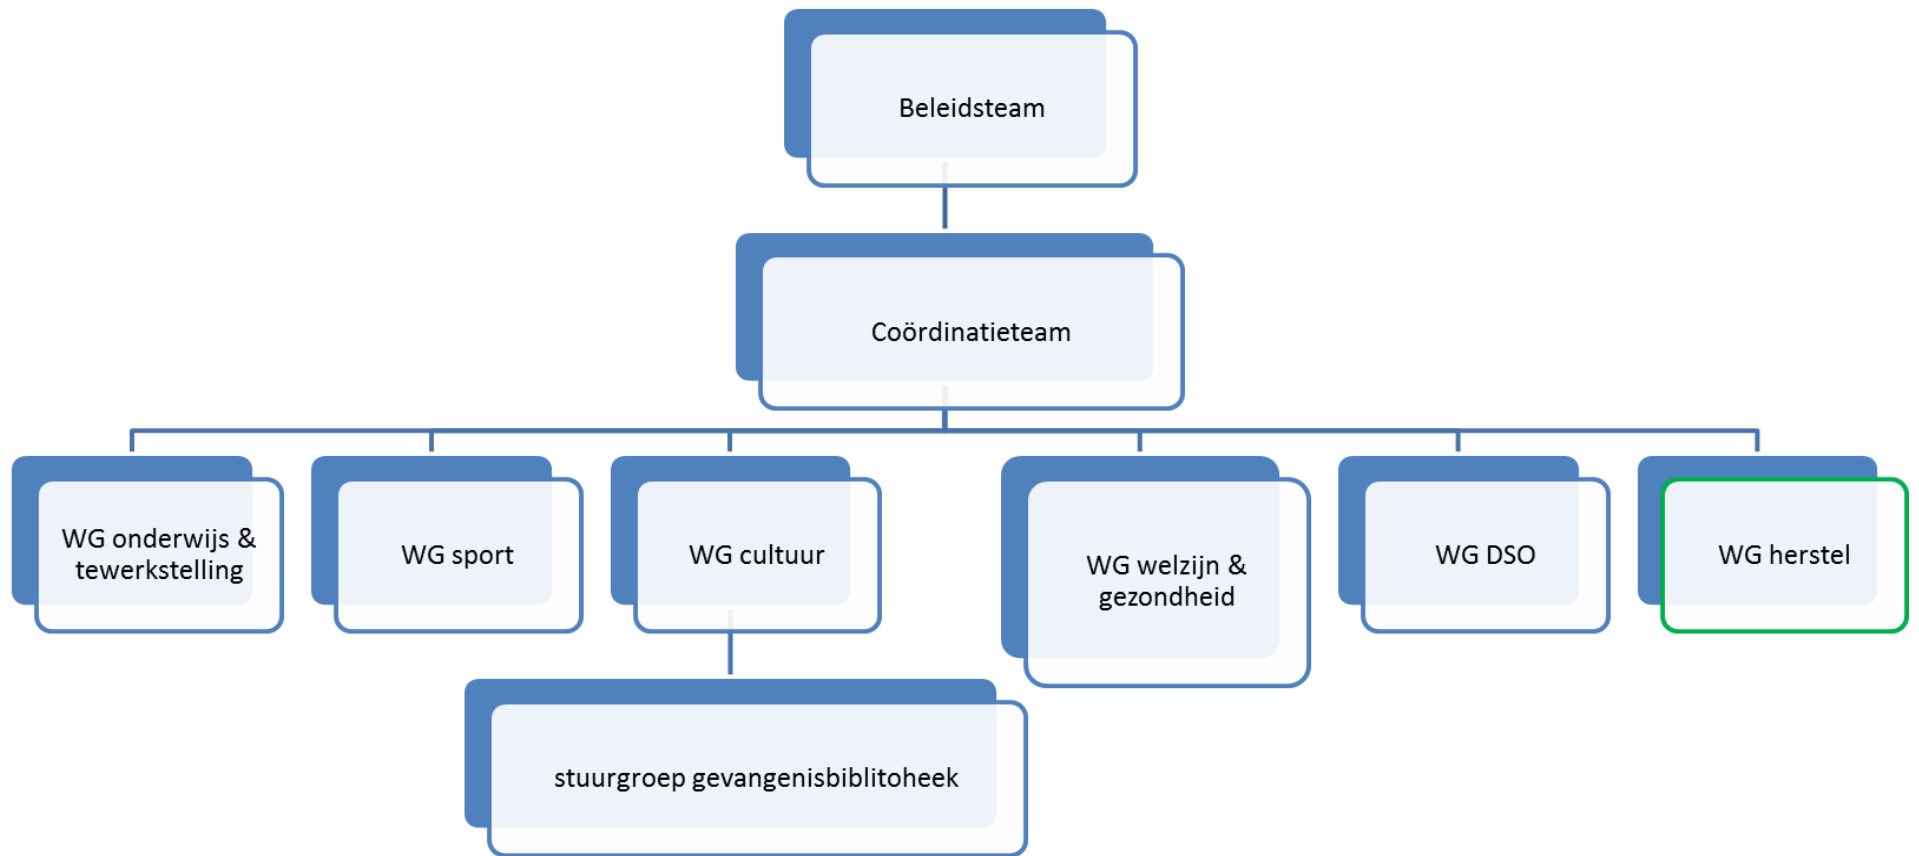 Beleidsteam
Coördinatieteam
WG onderwijs &
tewerkstelling
WG sport
WG cultuur
WG welzijn &
gezondheid
WG DSO
WG herstel
stuurgroep gevangenisbiblitoheek